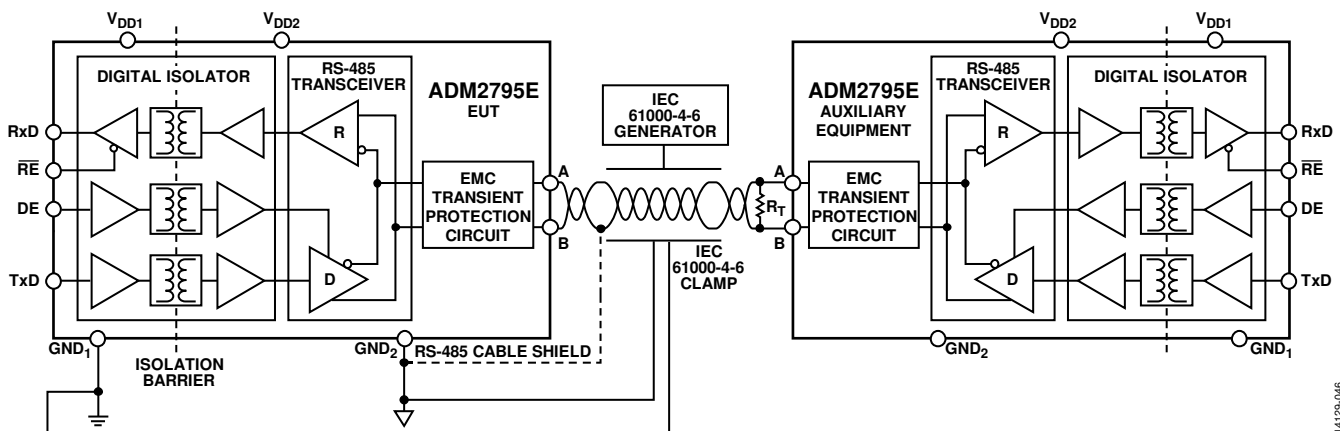 VDD1
VDD2
VDD2
VDD1
DIGITAL ISOLATOR
RS-485
TRANSCEIVER
ADM2795E
EUT
IEC
61000-4-6
GENERATOR
ADM2795E
AUXILIARY
EQUIPMENT
RS-485
TRANSCEIVER
DIGITAL ISOLATOR
RxD
RE
DE
TxD
R
D
EMC
TRANSIENT
PROTECTION
CIRCUIT
A
B
IEC
61000-4-6
CLAMP
RT
A
B
EMC
TRANSIENT
PROTECTION
CIRCUIT
R
D
RxD
RE
DE
TxD
GND1
ISOLATION
BARRIER
GND2
RS-485 CABLE SHIELD
GND2
GND1
14129-046